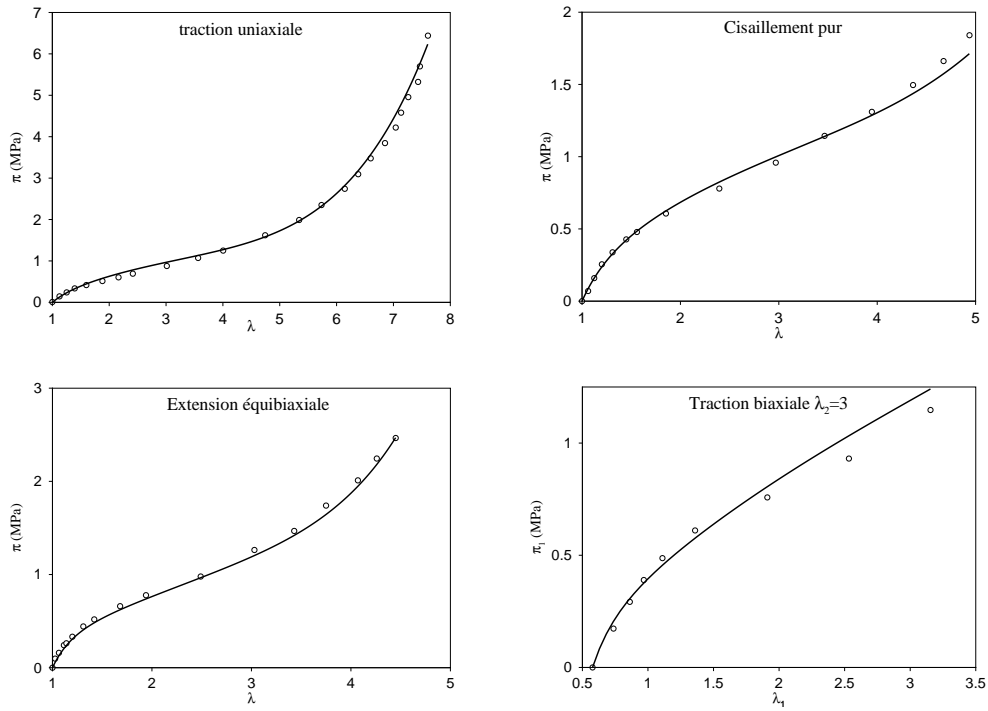 traction uniaxiale
π (MPa)
7
6
5
4
3
2
1
0
1 2 3 4 5 6 7 8
λ
Cisaillement pur
π (MPa)
2
1.5
1
0.5
0
1 2 3 4 5
λ
Extension équibiaxiale
π (MPa)
3
2
1
0
1 2 3 4 5
λ
Traction biaxiale λ₂=3
π₁ (MPa)
1
0.5
0
0.5 1 1.5 2 2.5 3 3.5
λ₁